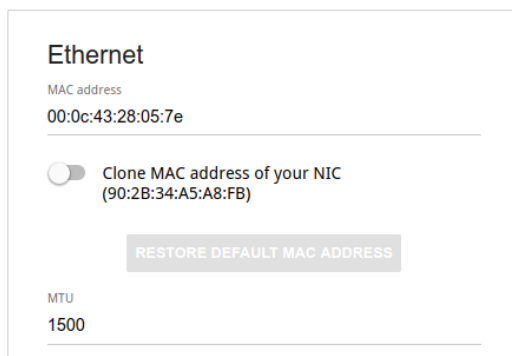 Ethernet
MAC address
00:0c:43:28:05:7e
Clone MAC address of your NIC
(90:2B:34:A5:A8:FB)
RESTORE DEFAULT MAC ADDRESS
MTU
1500